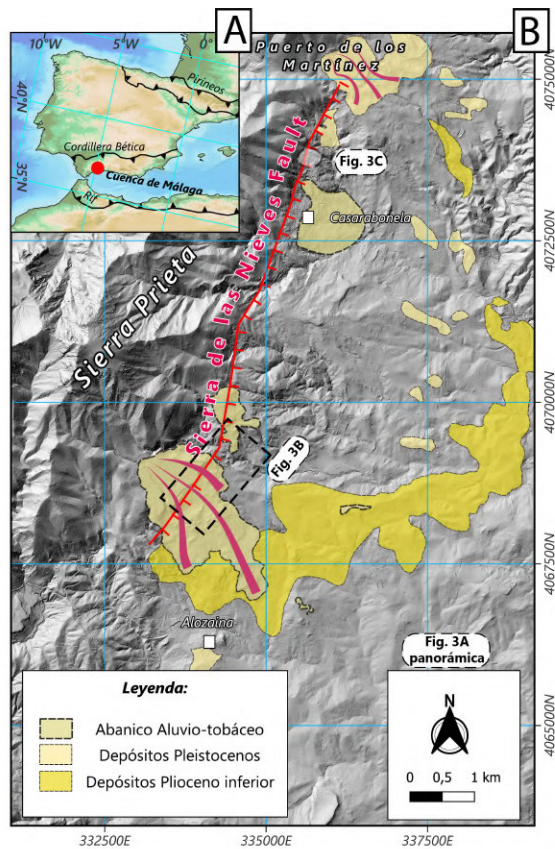 A
B
10°W
5°W
0°
40°N
35°N
Pirineos
Cordillera Bética
Cuenca de Málaga
Rif
Puerto de los
Martínez
4075000N
Fig. 3C
Casarabonela
4072500N
Sierra de las Nieves Fault
Sierra Prieta
4070000N
Fig. 3B
4067500N
Alozaina
Fig. 3A
panorámica
Leyenda:
Abanico Aluvio-tobáceo
Depósitos Pleistocenos
Depósitos Plioceno inferior
N
0 0,5 1 km
4065000N
332500E
335000E
337500E